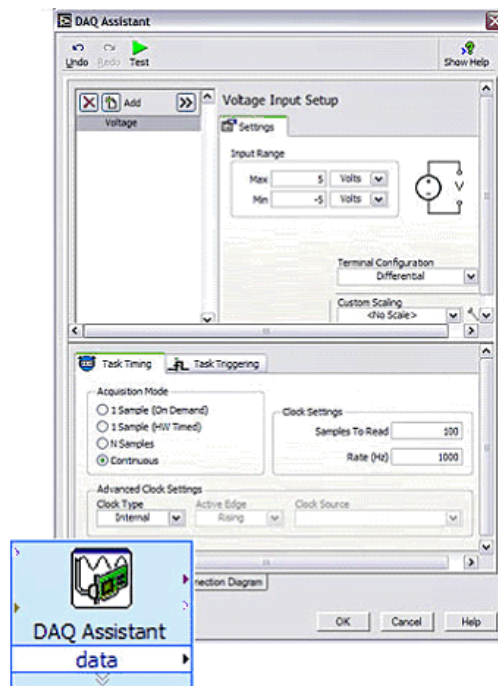 DAQ Assistant
Undo Redo Test Show Help
Add
Voltage
Voltage Input Setup
Settings
Input Range
Max 5 Volts
Min -5 Volts
V
Terminal Configuration
Differential
Custom Scaling
<No Scale>
Task Timing Task Triggering
Acquisition Mode
1 Sample (On Demand)
1 Sample (HW Timed)
N Samples
Continuous
Clock Settings
Samples To Read 100
Rate (Hz) 1000
Advanced Clock Settings
Clock Type Active Edge Clock Source
Internal Rising
nection Diagram
OK Cancel Help
DAQ Assistant
data